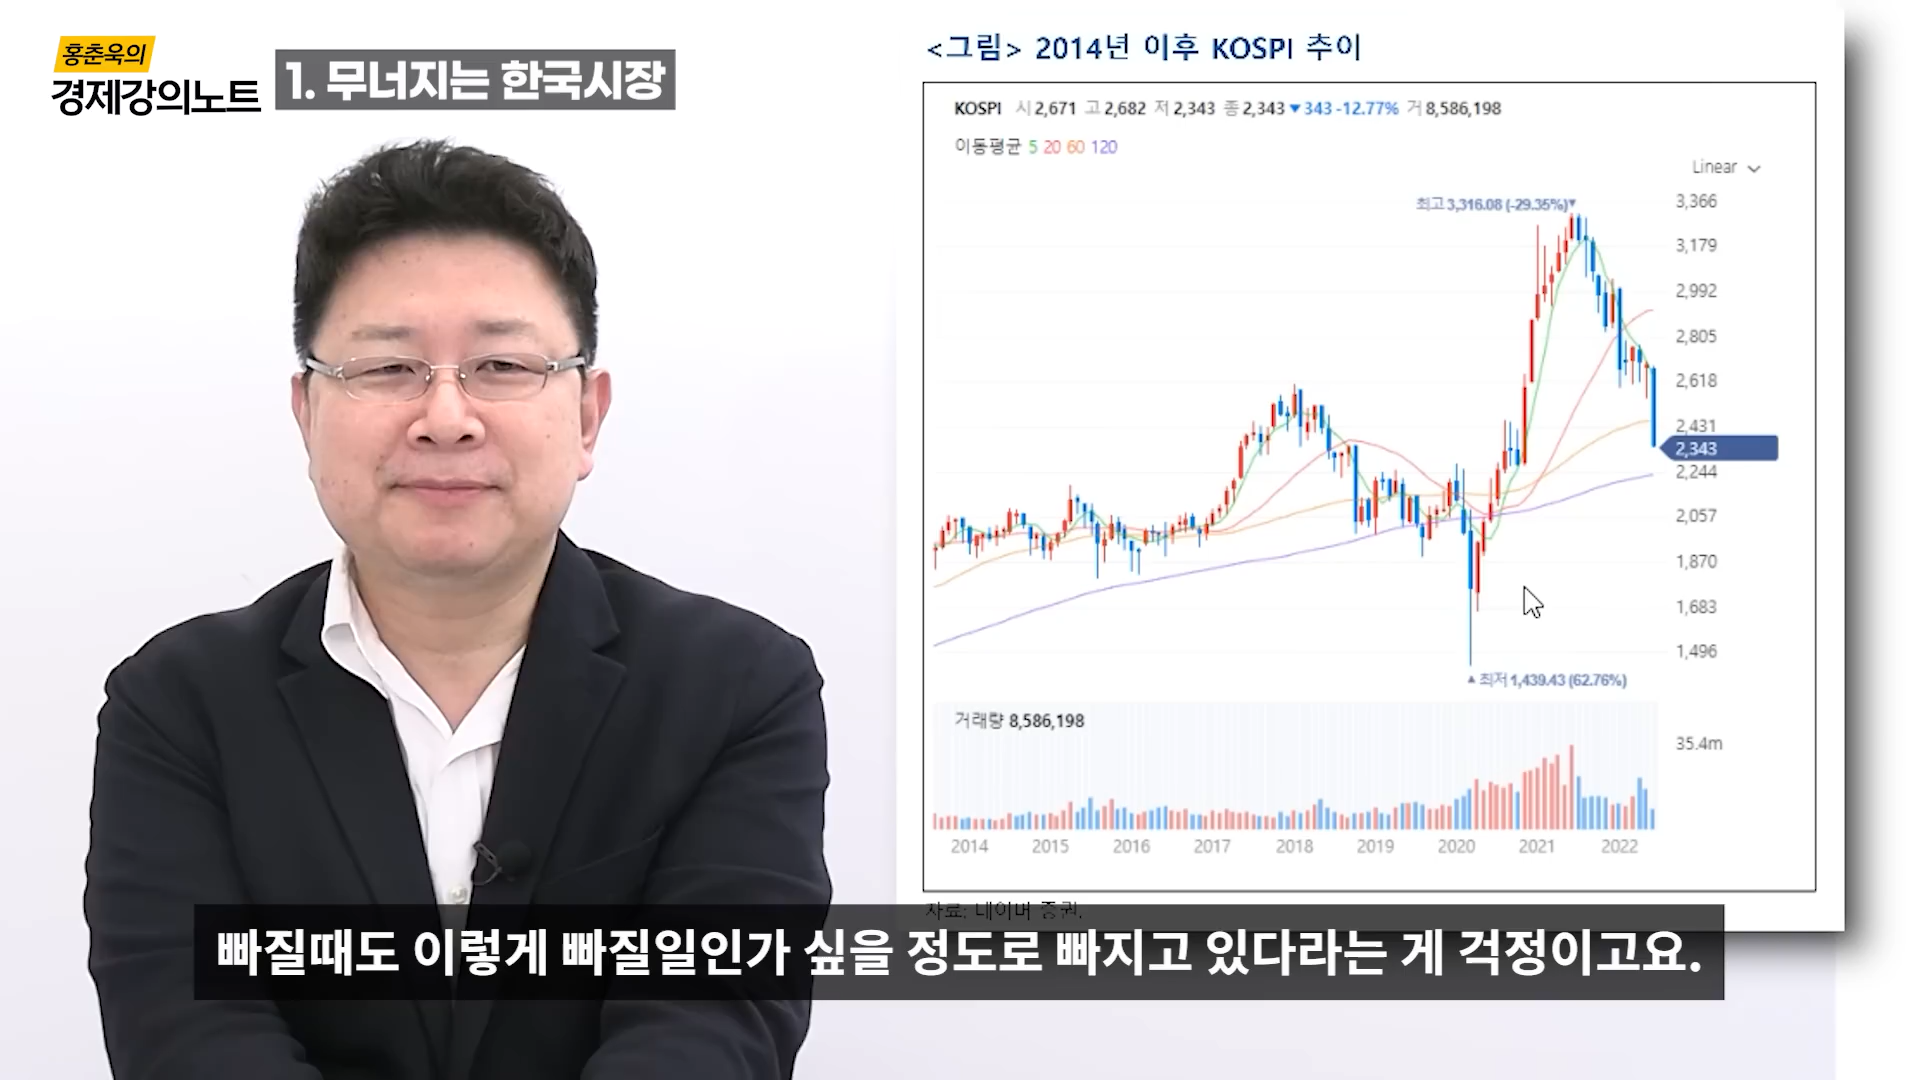 홍춘욱의
경제강의노트
1. 무너지는 한국시장
<그림> 2014년 이후 KOSPI 추이
KOSPI 시 2,671 고 2,682 저 2,343 종 2,343 ▼ 343 -12.77% 거 8,586,198
이동평균 5 20 60 120
Linear
최고 3,316.08 (-29.35%)▼
3,366
3,179
2,992
2,805
2,618
2,431
2,343
2,244
2,057
1,870
1,683
1,496
▲ 최저 1,439.43 (62.76%)
거래량 8,586,198
35.4m
2014 2015 2016 2017 2018 2019 2020 2021 2022
자료: 네이버 증권.
빠질때도 이렇게 빠질일인가 싶을 정도로 빠지고 있다라는 게 걱정이고요.